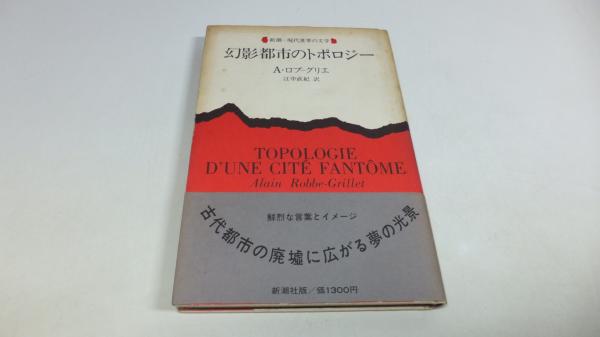 新潮・現代世界の文学
幻影都市のトポロジー
A・ロブ=グリエ
江中直紀 訳
TOPOLOGIE
D'UNE CITÉ FANTÔME
Alain Robbe-Grillet
鮮烈な言葉とイメージ
古代都市の廃墟に広がる夢の光景
新潮社版/価1300円